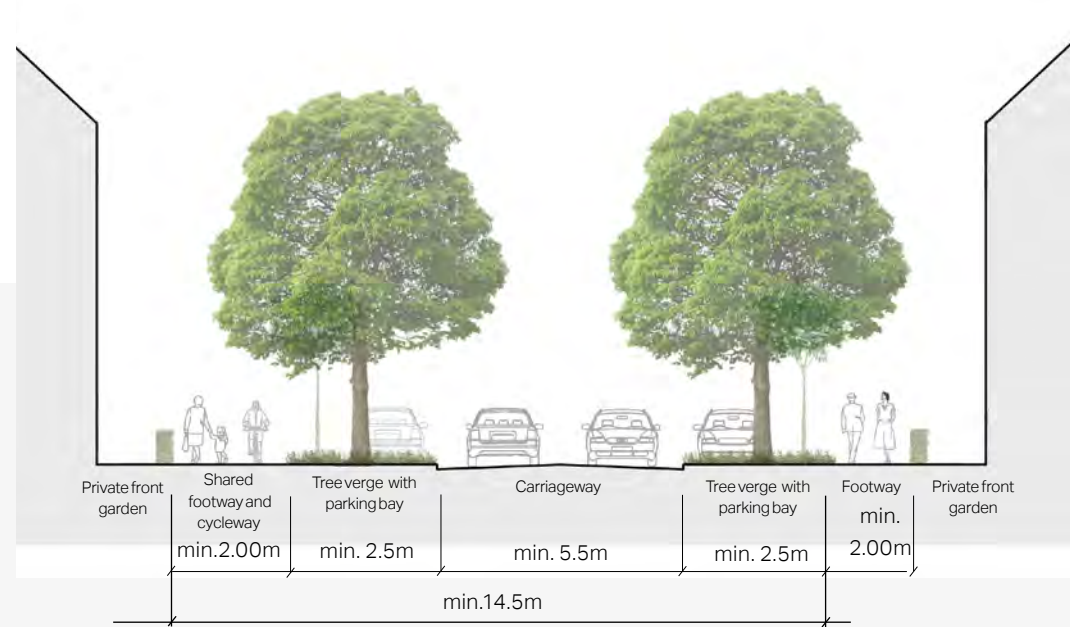 Private front
garden
Shared
footway and
cycleway
min.2.00m
Tree verge with
parking bay
min. 2.5m
Carriageway
min. 5.5m
Tree verge with
parking bay
min. 2.5m
Footway
min.
2.00m
Private front
garden
min.14.5m